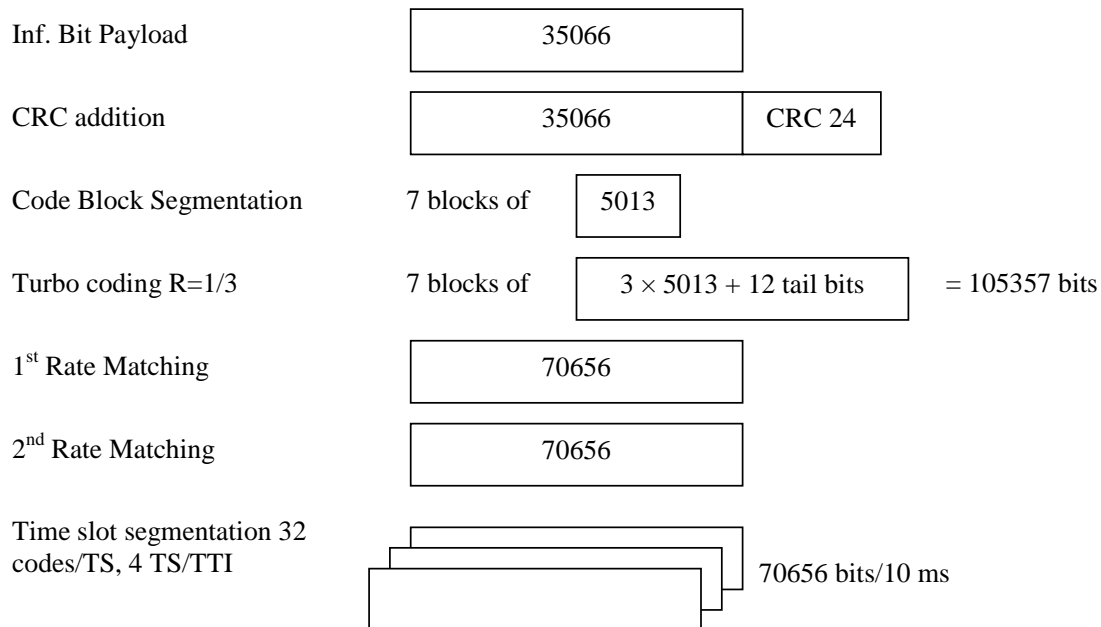 Inf. Bit Payload 35066
CRC addition 35066 CRC 24
Code Block Segmentation 7 blocks of 5013
Turbo coding R=1/3 7 blocks of 3 × 5013 + 12 tail bits = 105357 bits
1st Rate Matching 70656
2nd Rate Matching 70656
Time slot segmentation 32
codes/TS, 4 TS/TTI
70656 bits/10 ms